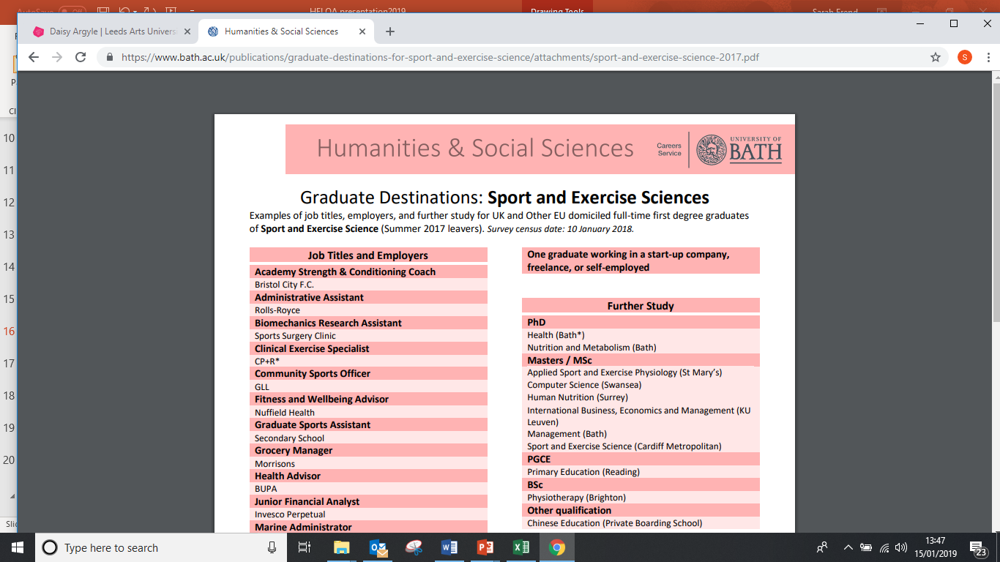 AutoSave Off
HELOA presentation2019
Drawing Tools
Sarah Frend
Daisy Argyle | Leeds Arts Univers
Humanities & Social Sciences
https://www.bath.ac.uk/publications/graduate-destinations-for-sport-and-exercise-science/attachments/sport-and-exercise-science-2017.pdf
S
10
11
12
13
14
15
16
17
18
19
20
Humanities & Social Sciences
Careers
Service
UNIVERSITY OF
BATH
Graduate Destinations: Sport and Exercise Sciences
Examples of job titles, employers, and further study for UK and Other EU domiciled full-time first degree graduates
of Sport and Exercise Science (Summer 2017 leavers). Survey census date: 10 January 2018.
Job Titles and Employers
Academy Strength & Conditioning Coach
Bristol City F.C.
Administrative Assistant
Rolls-Royce
Biomechanics Research Assistant
Sports Surgery Clinic
Clinical Exercise Specialist
CP+R*
Community Sports Officer
GLL
Fitness and Wellbeing Advisor
Nuffield Health
Graduate Sports Assistant
Secondary School
Grocery Manager
Morrisons
Health Advisor
BUPA
Junior Financial Analyst
Invesco Perpetual
Marine Administrator
One graduate working in a start-up company,
freelance, or self-employed
Further Study
PhD
Health (Bath*)
Nutrition and Metabolism (Bath)
Masters / MSc
Applied Sport and Exercise Physiology (St Mary's)
Computer Science (Swansea)
Human Nutrition (Surrey)
International Business, Economics and Management (KU
Leuven)
Management (Bath)
Sport and Exercise Science (Cardiff Metropolitan)
PGCE
Primary Education (Reading)
BSc
Physiotherapy (Brighton)
Other qualification
Chinese Education (Private Boarding School)
Type here to search
13:47
15/01/2019
23